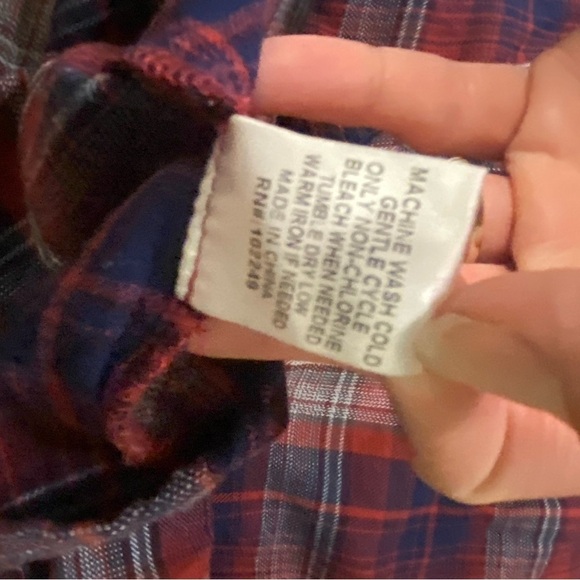 MACHINE WASH COLD
GENTLE CYCLE
ONLY NON-CHLORINE
BLEACH WHEN NEEDED
TUMBLE DRY LOW
WARM IRON IF NEEDED
MADE IN CHINA
RN# 102249